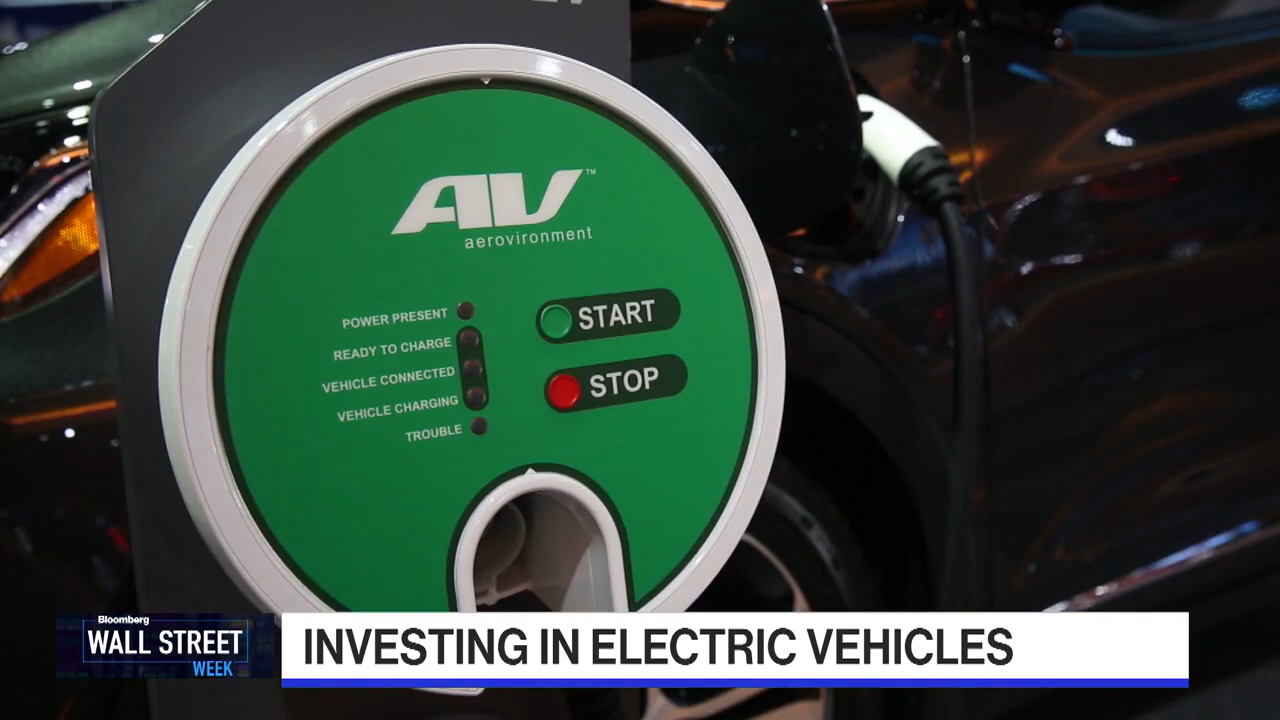 AV™
aerovironment
POWER PRESENT
READY TO CHARGE
VEHICLE CONNECTED
VEHICLE CHARGING
TROUBLE
START
STOP
Bloomberg
WALL STREET
WEEK
INVESTING IN ELECTRIC VEHICLES